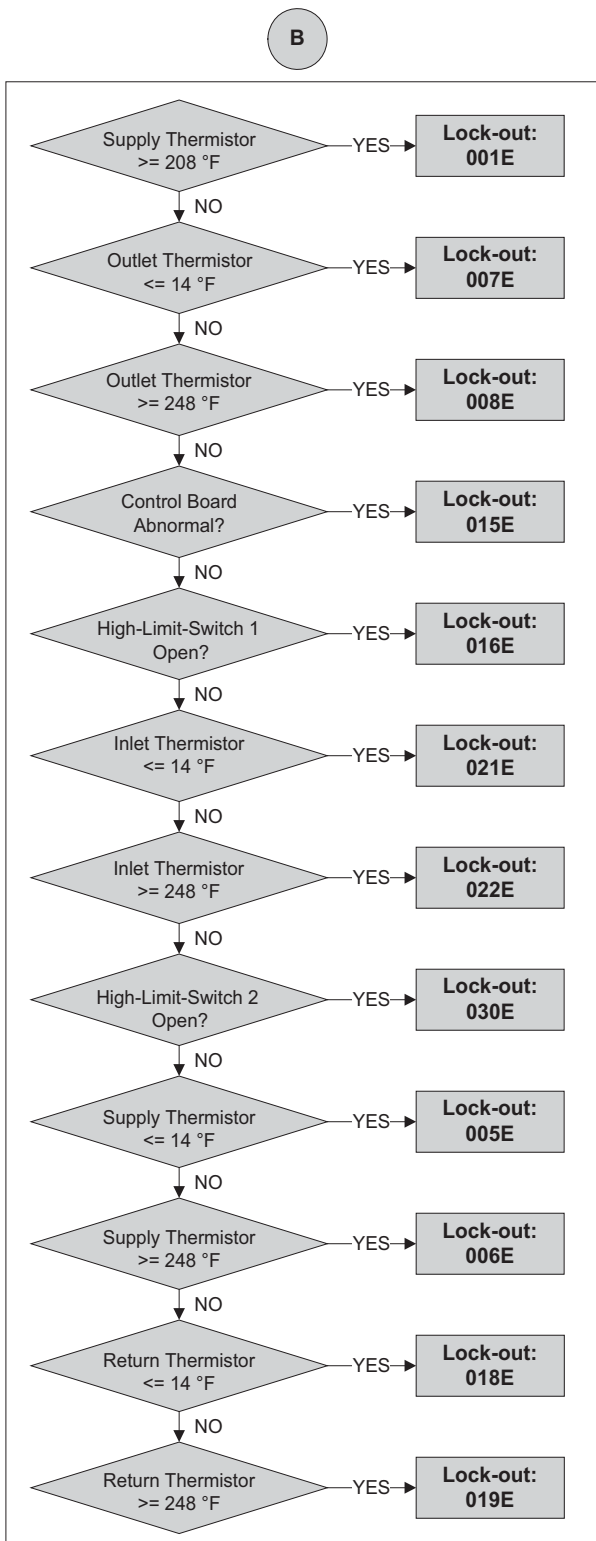 B
Supply Thermistor
>= 208 °F
YES
Lock-out:
001E
NO
Outlet Thermistor
<= 14 °F
YES
Lock-out:
007E
NO
Outlet Thermistor
>= 248 °F
YES
Lock-out:
008E
NO
Control Board
Abnormal?
YES
Lock-out:
015E
NO
High-Limit-Switch 1
Open?
YES
Lock-out:
016E
NO
Inlet Thermistor
<= 14 °F
YES
Lock-out:
021E
NO
Inlet Thermistor
>= 248 °F
YES
Lock-out:
022E
NO
High-Limit-Switch 2
Open?
YES
Lock-out:
030E
NO
Supply Thermistor
<= 14 °F
YES
Lock-out:
005E
NO
Supply Thermistor
>= 248 °F
YES
Lock-out:
006E
NO
Return Thermistor
<= 14 °F
YES
Lock-out:
018E
NO
Return Thermistor
>= 248 °F
YES
Lock-out:
019E